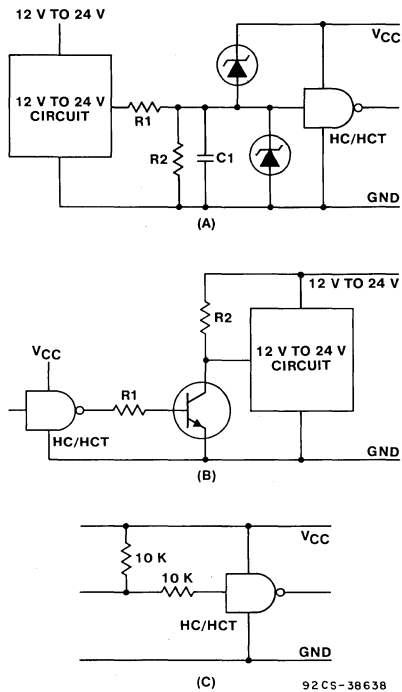 12 V TO 24 V
VCC
12 V TO 24 V
CIRCUIT
R1
R2
C1
HC/HCT
GND
(A)
12 V TO 24 V
R2
12 V TO 24 V
CIRCUIT
VCC
R1
HC/HCT
GND
(B)
VCC
10 K
10 K
HC/HCT
GND
(C)
92CS-38638